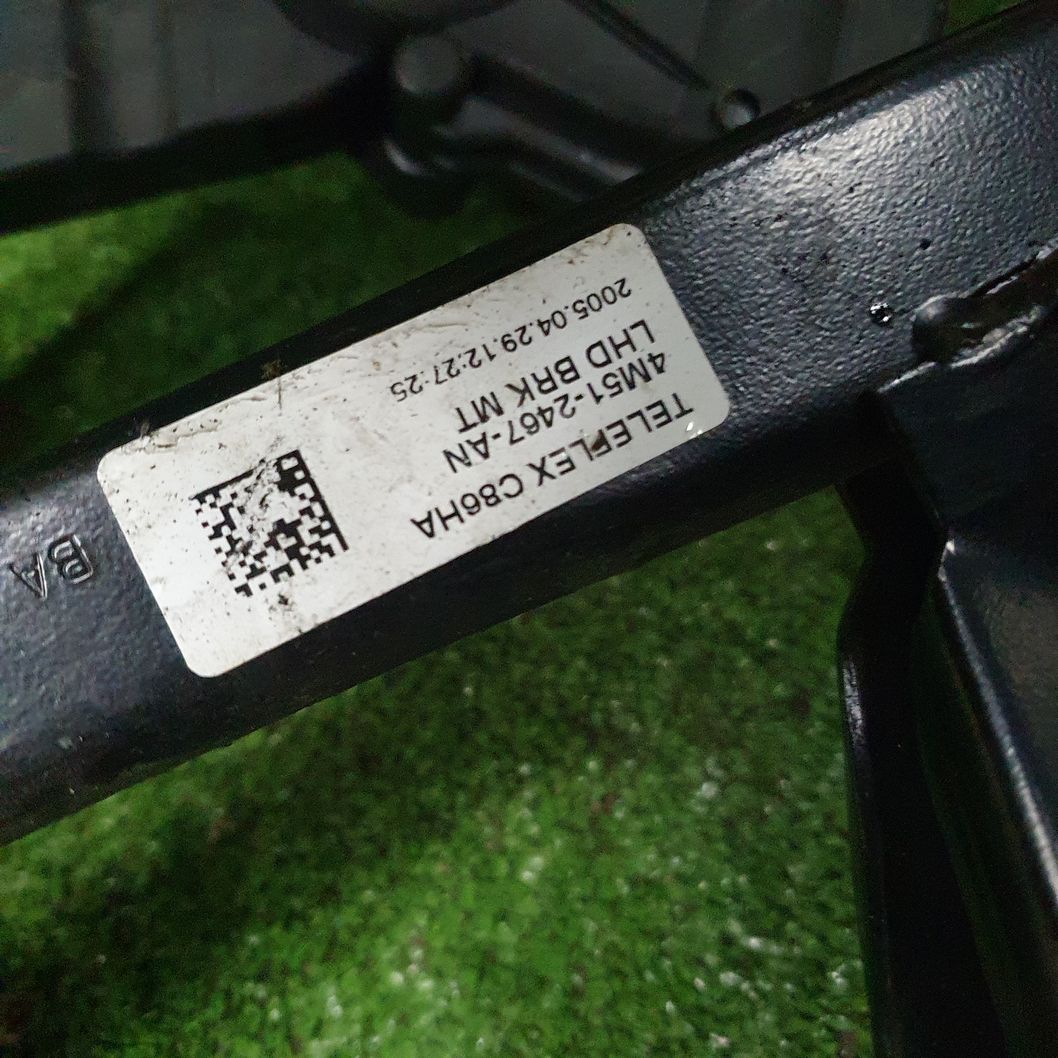 TELEFLEX C86HA
4M51-2467-AN
LHD BRK MT
2005.04.29.12:27:25
BA